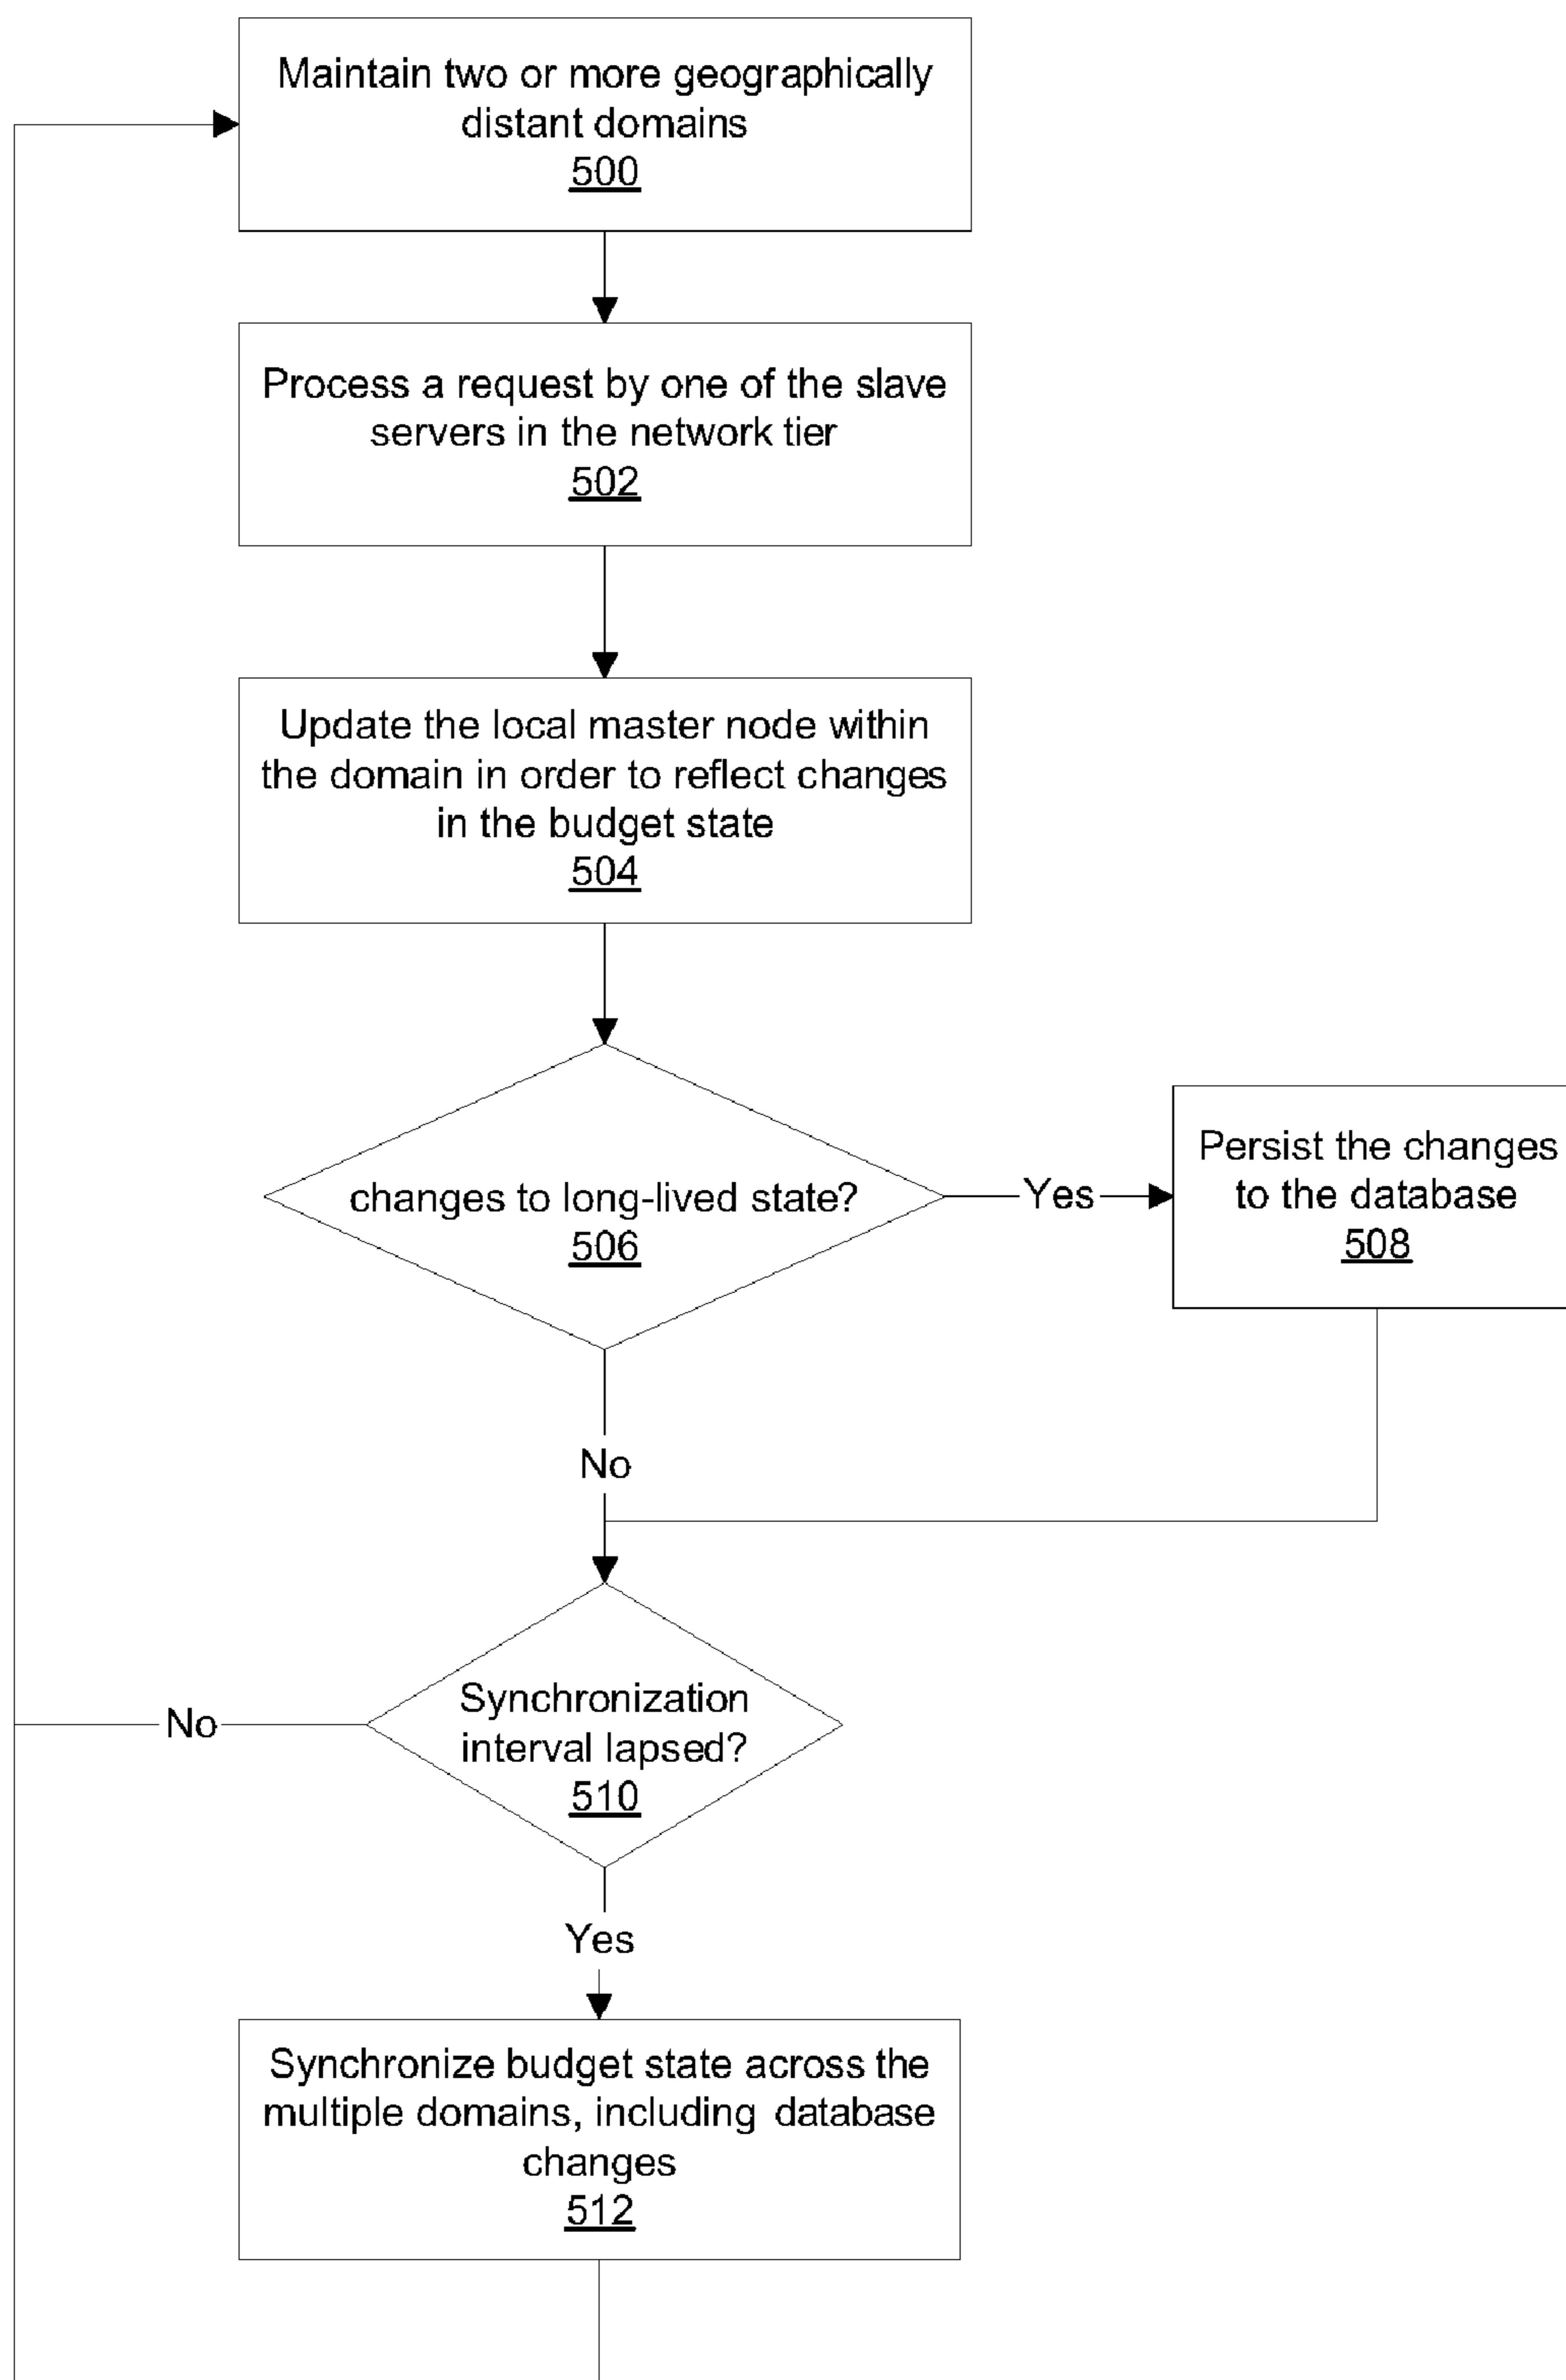 Maintain two or more geographically
distant domains
500
Process a request by one of the slave
servers in the network tier
502
Update the local master node within
the domain in order to reflect changes
in the budget state
504
changes to long-lived state?
506
Yes
Persist the changes
to the database
508
No
Synchronization
interval lapsed?
510
No
Yes
Synchronize budget state across the
multiple domains, including database
changes
512